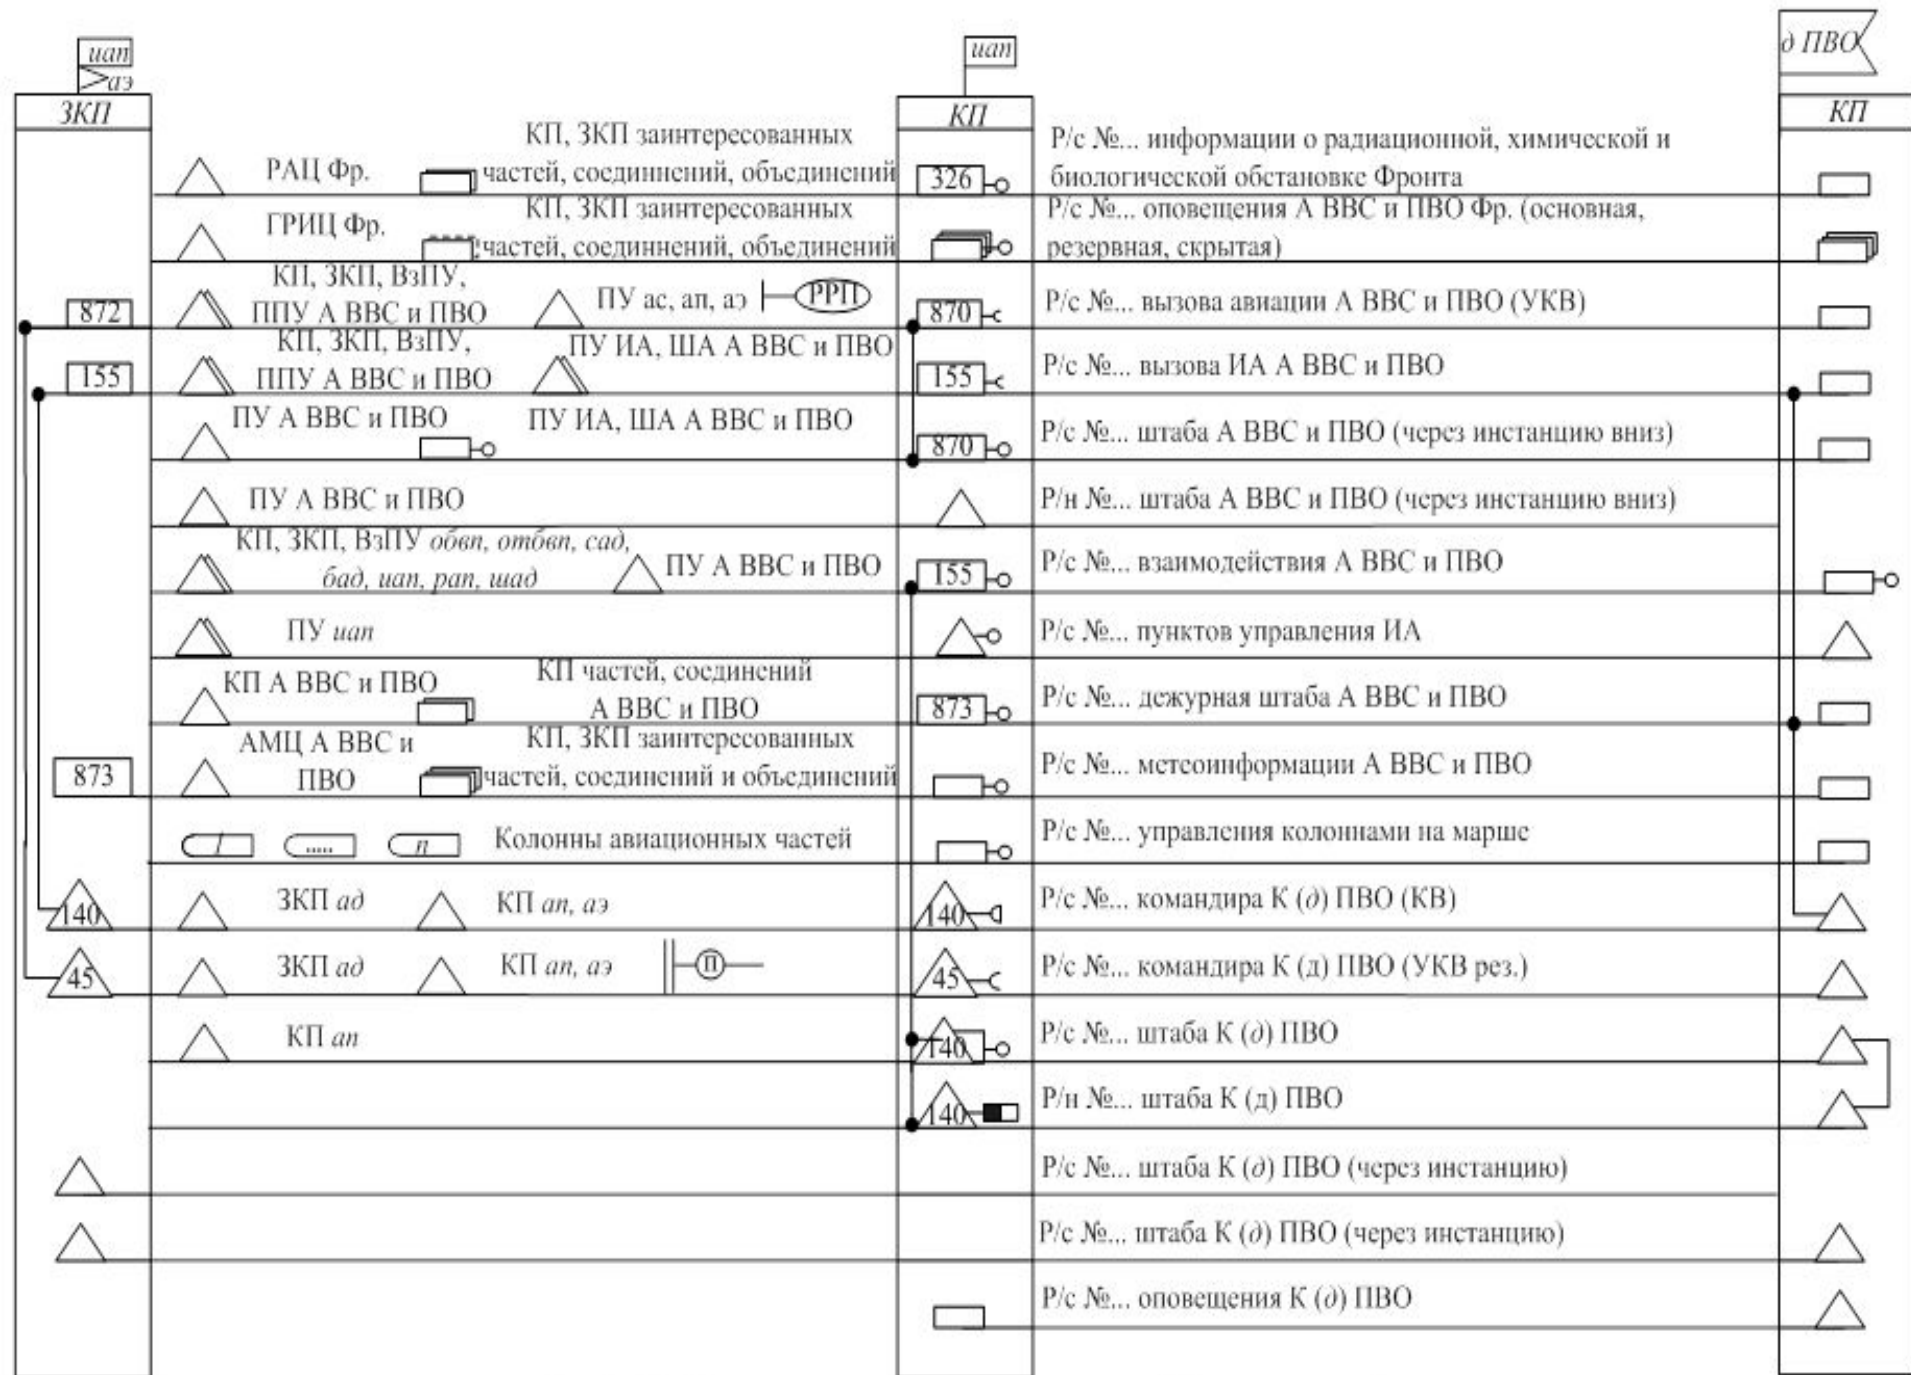 иап
аэ
иап
д ПВО
ЗКП
КП
КП
РАЦ Фр.
КП, ЗКП заинтересованных
частей, соединнений, объединений
326
Р/с №... информации о радиационной, химической и
биологической обстановке Фронта
ГРИЦ Фр.
КП, ЗКП заинтересованных
частей, соединнений, объединений
Р/с №... оповещения А ВВС и ПВО Фр. (основная,
резервная, скрытая)
872
КП, ЗКП, ВзПУ,
ППУ А ВВС и ПВО
ПУ ас, ап, аэ
РРП
870
Р/с №... вызова авиации А ВВС и ПВО (УКВ)
155
КП, ЗКП, ВзПУ,
ППУ А ВВС и ПВО
ПУ ИА, ША А ВВС и ПВО
155
Р/с №... вызова ИА А ВВС и ПВО
ПУ А ВВС и ПВО
ПУ ИА, ША А ВВС и ПВО
870
Р/с №... штаба А ВВС и ПВО (через инстанцию вниз)
ПУ А ВВС и ПВО
Р/н №... штаба А ВВС и ПВО (через инстанцию вниз)
КП, ЗКП, ВзПУ обвп, отбвп, сад,
бад, иап, рап, шад
ПУ А ВВС и ПВО
155
Р/с №... взаимодействия А ВВС и ПВО
ПУ иап
Р/с №... пунктов управления ИА
КП А ВВС и ПВО
КП частей, соединений
А ВВС и ПВО
873
Р/с №... дежурная штаба А ВВС и ПВО
873
АМЦ А ВВС и
ПВО
КП, ЗКП заинтересованных
частей, соединений и объединений
Р/с №... метеоинформации А ВВС и ПВО
1
.....
п
Колонны авиационных частей
Р/с №... управления колоннами на марше
140
ЗКП ад
КП ап, аэ
140
Р/с №... командира К (д) ПВО (КВ)
45
ЗКП ад
КП ап, аэ
П
45
Р/с №... командира К (д) ПВО (УКВ рез.)
КП ап
140
Р/с №... штаба К (д) ПВО
140
Р/н №... штаба К (д) ПВО
Р/с №... штаба К (д) ПВО (через инстанцию)
Р/с №... штаба К (д) ПВО (через инстанцию)
Р/с №... оповещения К (д) ПВО